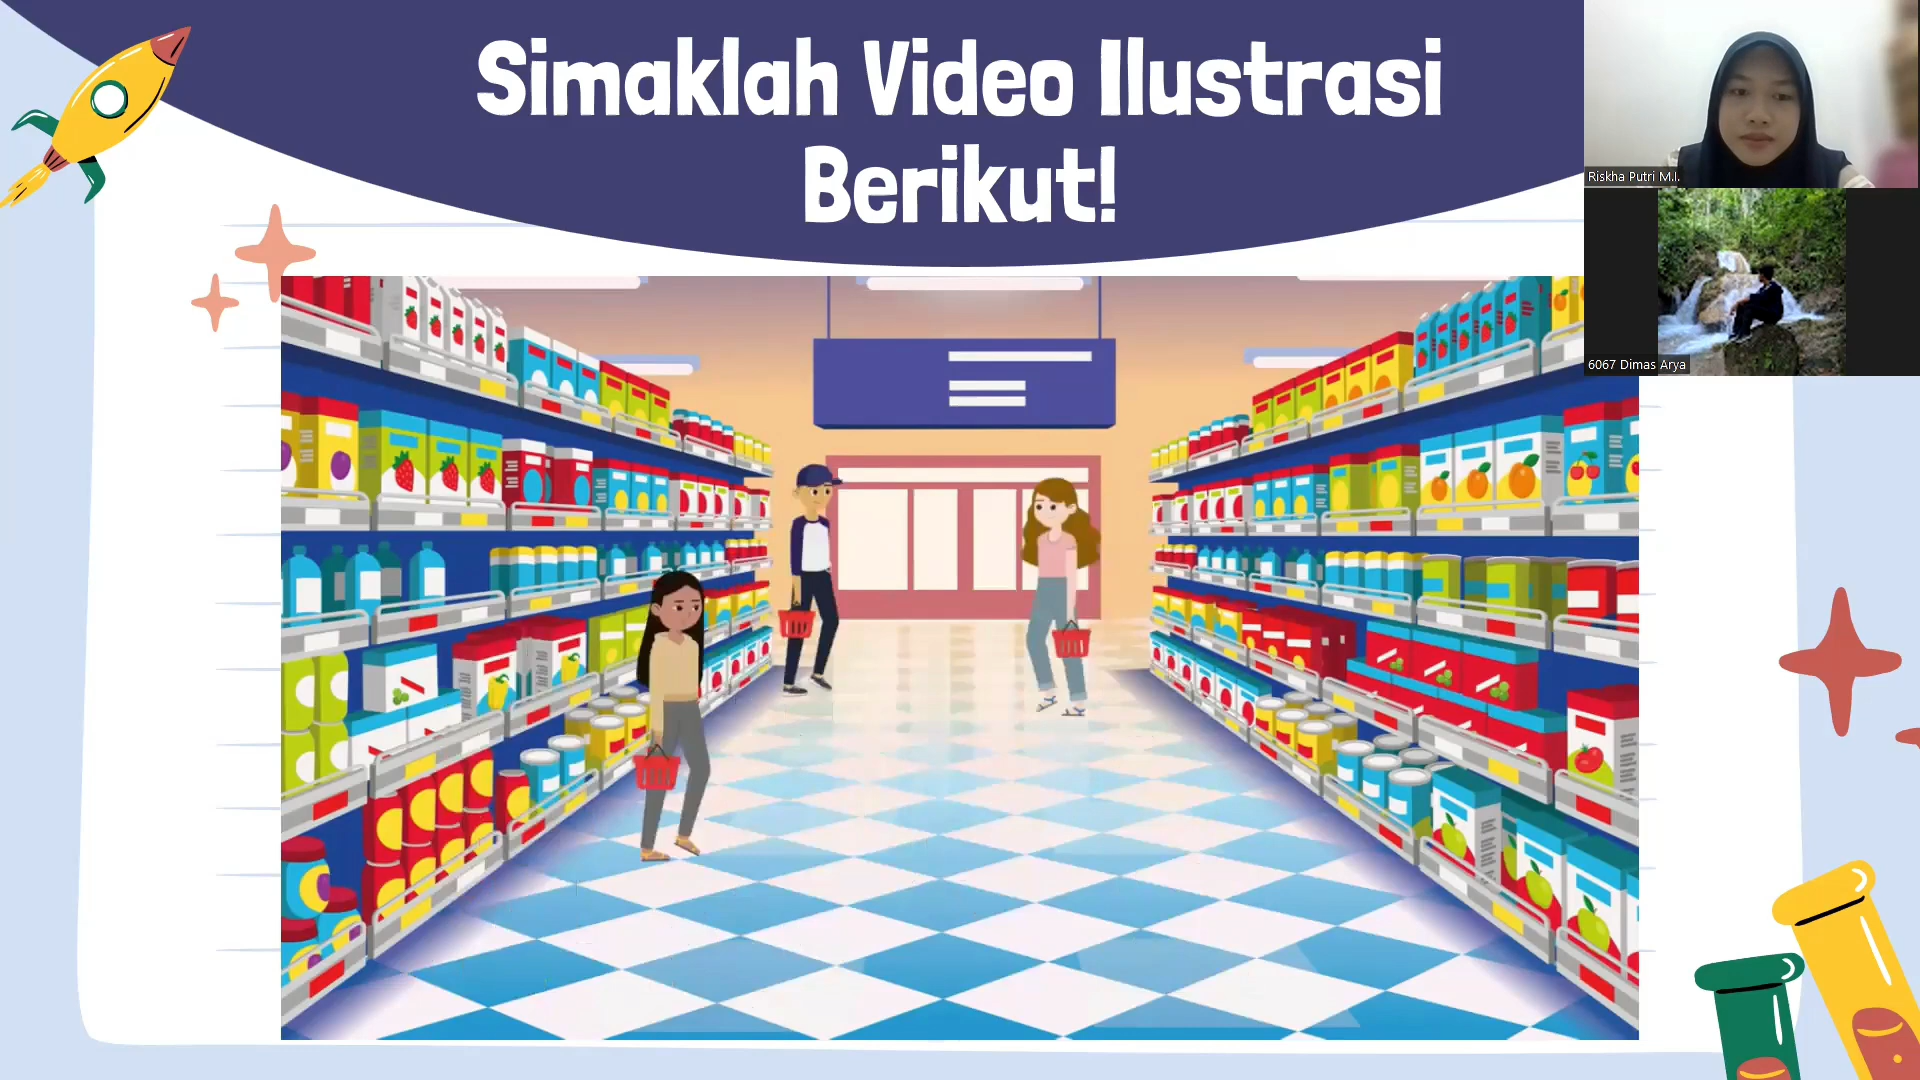 Simaklah Video Ilustrasi
Berikut!
Riskha Putri M.I.
6067 Dimas Arya